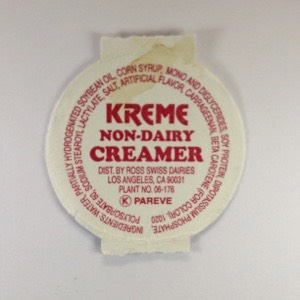 KREME
NON-DAIRY
CREAMER
DIST. BY ROSS SWISS DAIRIES
LOS ANGELES, CA 90031
PLANT NO. 06-176
K PAREVE
INGREDIENTS: WATER, PARTIALLY HYDROGENATED SOYBEAN OIL, CORN SYRUP, MONO AND DIGLYCERIDES, SOY PROTEIN, DIPOTASSIUM PHOSPHATE,
POLYSORBATE 60, SODIUM STEAROYL LACTYLATE, SALT, ARTIFICIAL FLAVOR, CARRAGEENAN, BETA CAROTENE (FOR COLOR). 1020